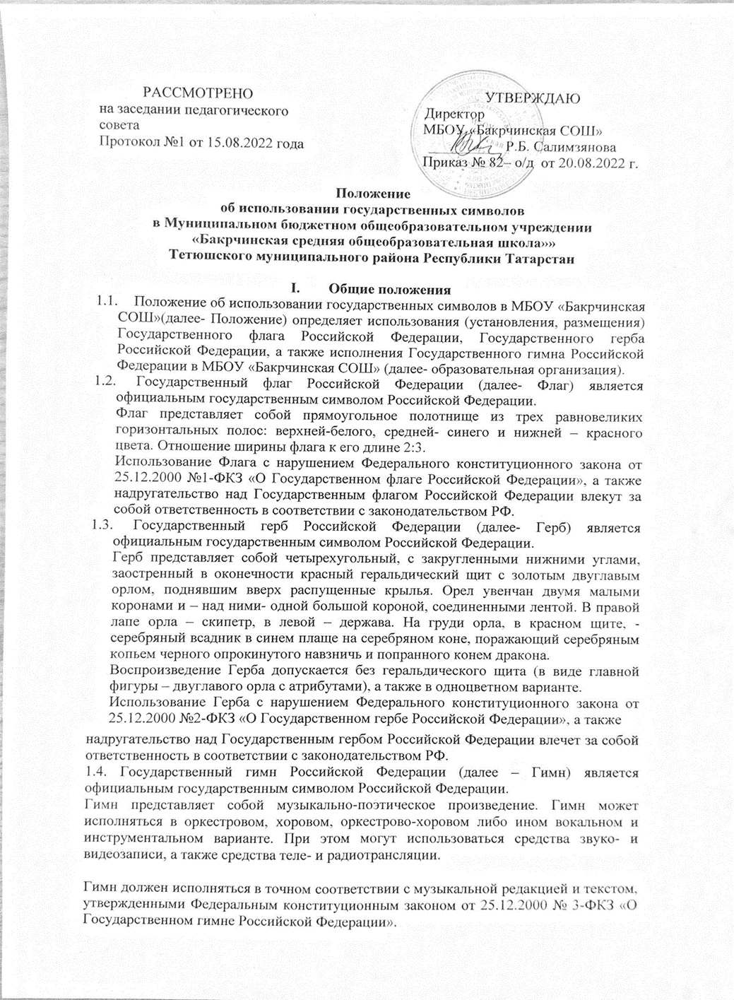 РАССМОТРЕНО
на заседании педагогического
совета
Протокол №1 от 15.08.2022 года
УТВЕРЖДАЮ
Директор
МБОУ «Бакрчинская СОШ»
Р.Б. Салимзянова
Приказ № 82– о/д от 20.08.2022 г.
Положение
об использовании государственных символов
в Муниципальном бюджетном общеобразовательном учреждении
«Бакрчинская средняя общеобразовательная школа»»
Тетюшского муниципального района Республики Татарстан
I. Общие положения
1.1. Положение об использовании государственных символов в МБОУ «Бакрчинская
СОШ»(далее- Положение) определяет использования (установления, размещения)
Государственного флага Российской Федерации, Государственного герба
Российской Федерации, а также исполнения Государственного гимна Российской
Федерации в МБОУ «Бакрчинская СОШ» (далее- образовательная организация).
1.2. Государственный флаг Российской Федерации (далее- Флаг) является
официальным государственным символом Российской Федерации.
Флаг представляет собой прямоугольное полотнище из трех равновеликих
горизонтальных полос: верхней-белого, средней- синего и нижней – красного
цвета. Отношение ширины флага к его длине 2:3.
Использование Флага с нарушением Федерального конституционного закона от
25.12.2000 №1-ФКЗ «О Государственном флаге Российской Федерации», а также
надругательство над Государственным флагом Российской Федерации влекут за
собой ответственность в соответствии с законодательством РФ.
1.3. Государственный герб Российской Федерации (далее- Герб) является
официальным государственным символом Российской Федерации.
Герб представляет собой четырехугольный, с закругленными нижними углами,
заостренный в оконечности красный геральдический щит с золотым двуглавым
орлом, поднявшим вверх распущенные крылья. Орел увенчан двумя малыми
коронами и – над ними- одной большой короной, соединенными лентой. В правой
лапе орла – скипетр, в левой – держава. На груди орла, в красном щите, -
серебряный всадник в синем плаще на серебряном коне, поражающий серебряным
копьем черного опрокинутого навзничь и попранного конем дракона.
Воспроизведение Герба допускается без геральдического щита (в виде главной
фигуры – двуглавого орла с атрибутами), а также в одноцветном варианте.
Использование Герба с нарушением Федерального конституционного закона от
25.12.2000 №2-ФКЗ «О Государственном гербе Российской Федерации», а также
надругательство над Государственным гербом Российской Федерации влечет за собой
ответственность в соответствии с законодательством РФ.
1.4. Государственный гимн Российской Федерации (далее – Гимн) является
официальным государственным символом Российской Федерации.
Гимн представляет собой музыкально-поэтическое произведение. Гимн может
исполняться в оркестровом, хоровом, оркестрово-хоровом либо ином вокальном и
инструментальном варианте. При этом могут использоваться средства звуко- и
видеозаписи, а также средства теле- и радиотрансляции.
Гимн должен исполняться в точном соответствии с музыкальной редакцией и текстом,
утвержденными Федеральным конституционным законом от 25.12.2000 № 3-ФКЗ «О
Государственном гимне Российской Федерации».